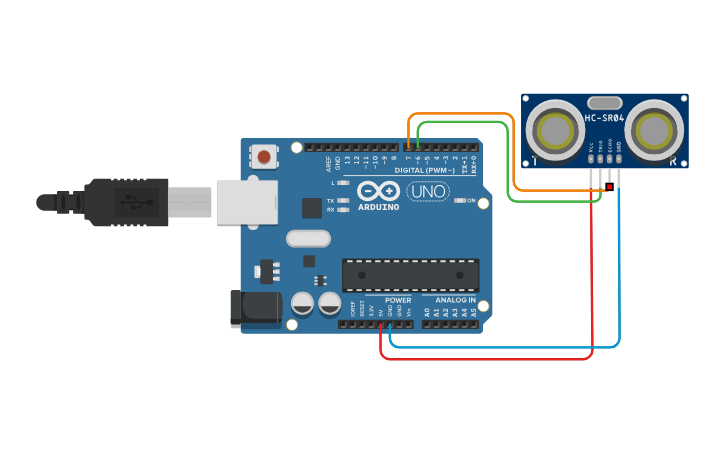 HC-SR04
VCC
TRIG
ECHO
GND
T
R
AREF
GND
13
12
~11
~10
~9
8
7
~6
~5
4
~3
2
TX→1
RX←0
DIGITAL (PWM~)
L
TX
RX
ARDUINO
UNO
ON
POWER
ANALOG IN
IOREF
RESET
3.3V
5V
GND
GND
Vin
A0
A1
A2
A3
A4
A5